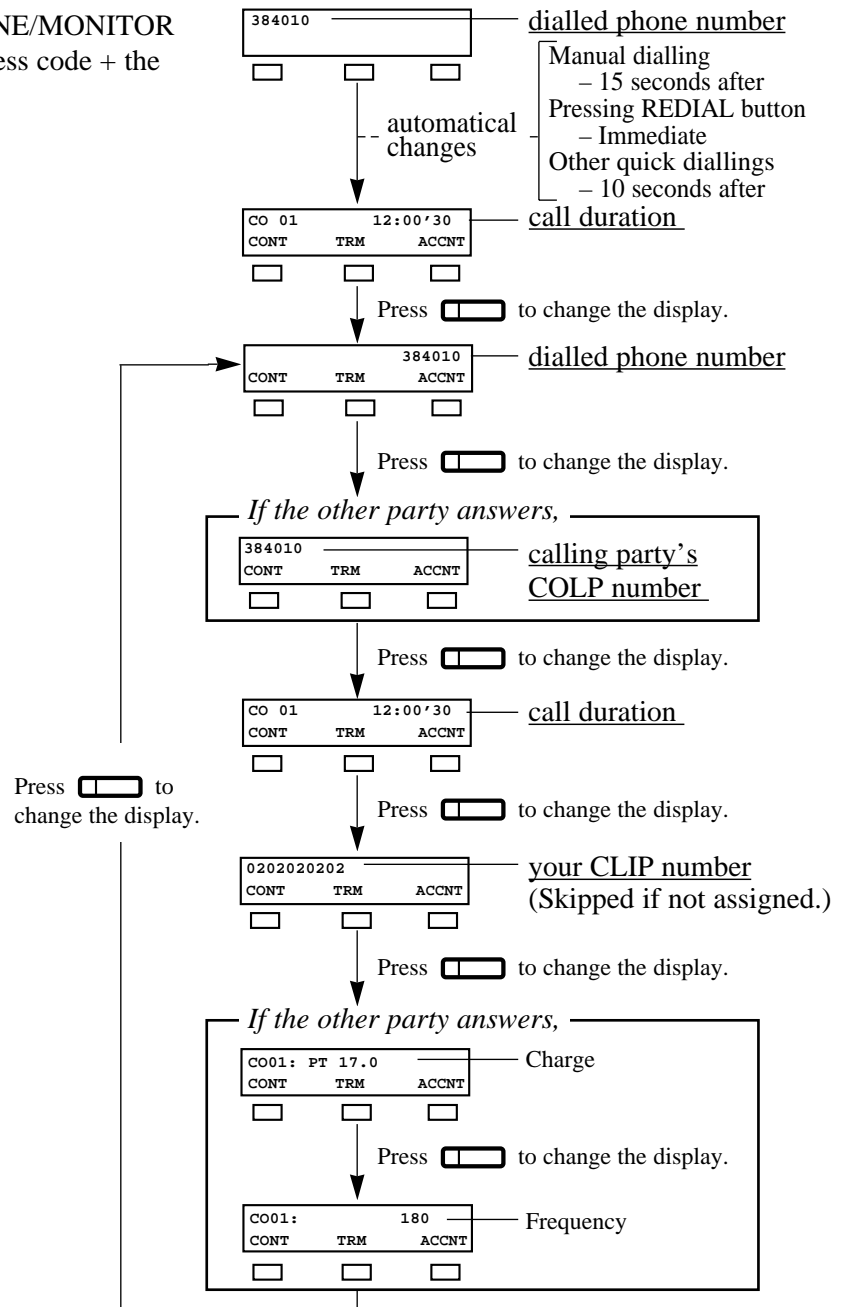 NE/MONITOR
ess code + the
384010
dialled phone number
Manual dialling
– 15 seconds after
Pressing REDIAL button
– Immediate
Other quick diallings
– 10 seconds after
automatical
changes
CO 01 12:00'30
CONT TRM ACCNT
call duration
Press to change the display.
384010
CONT TRM ACCNT
dialled phone number
Press to change the display.
If the other party answers,
384010
CONT TRM ACCNT
calling party's
COLP number
Press to change the display.
CO 01 12:00'30
CONT TRM ACCNT
call duration
Press to
change the display.
Press to change the display.
0202020202
CONT TRM ACCNT
your CLIP number
(Skipped if not assigned.)
Press to change the display.
If the other party answers,
CO01: PT 17.0
CONT TRM ACCNT
Charge
Press to change the display.
CO01: 180
CONT TRM ACCNT
Frequency